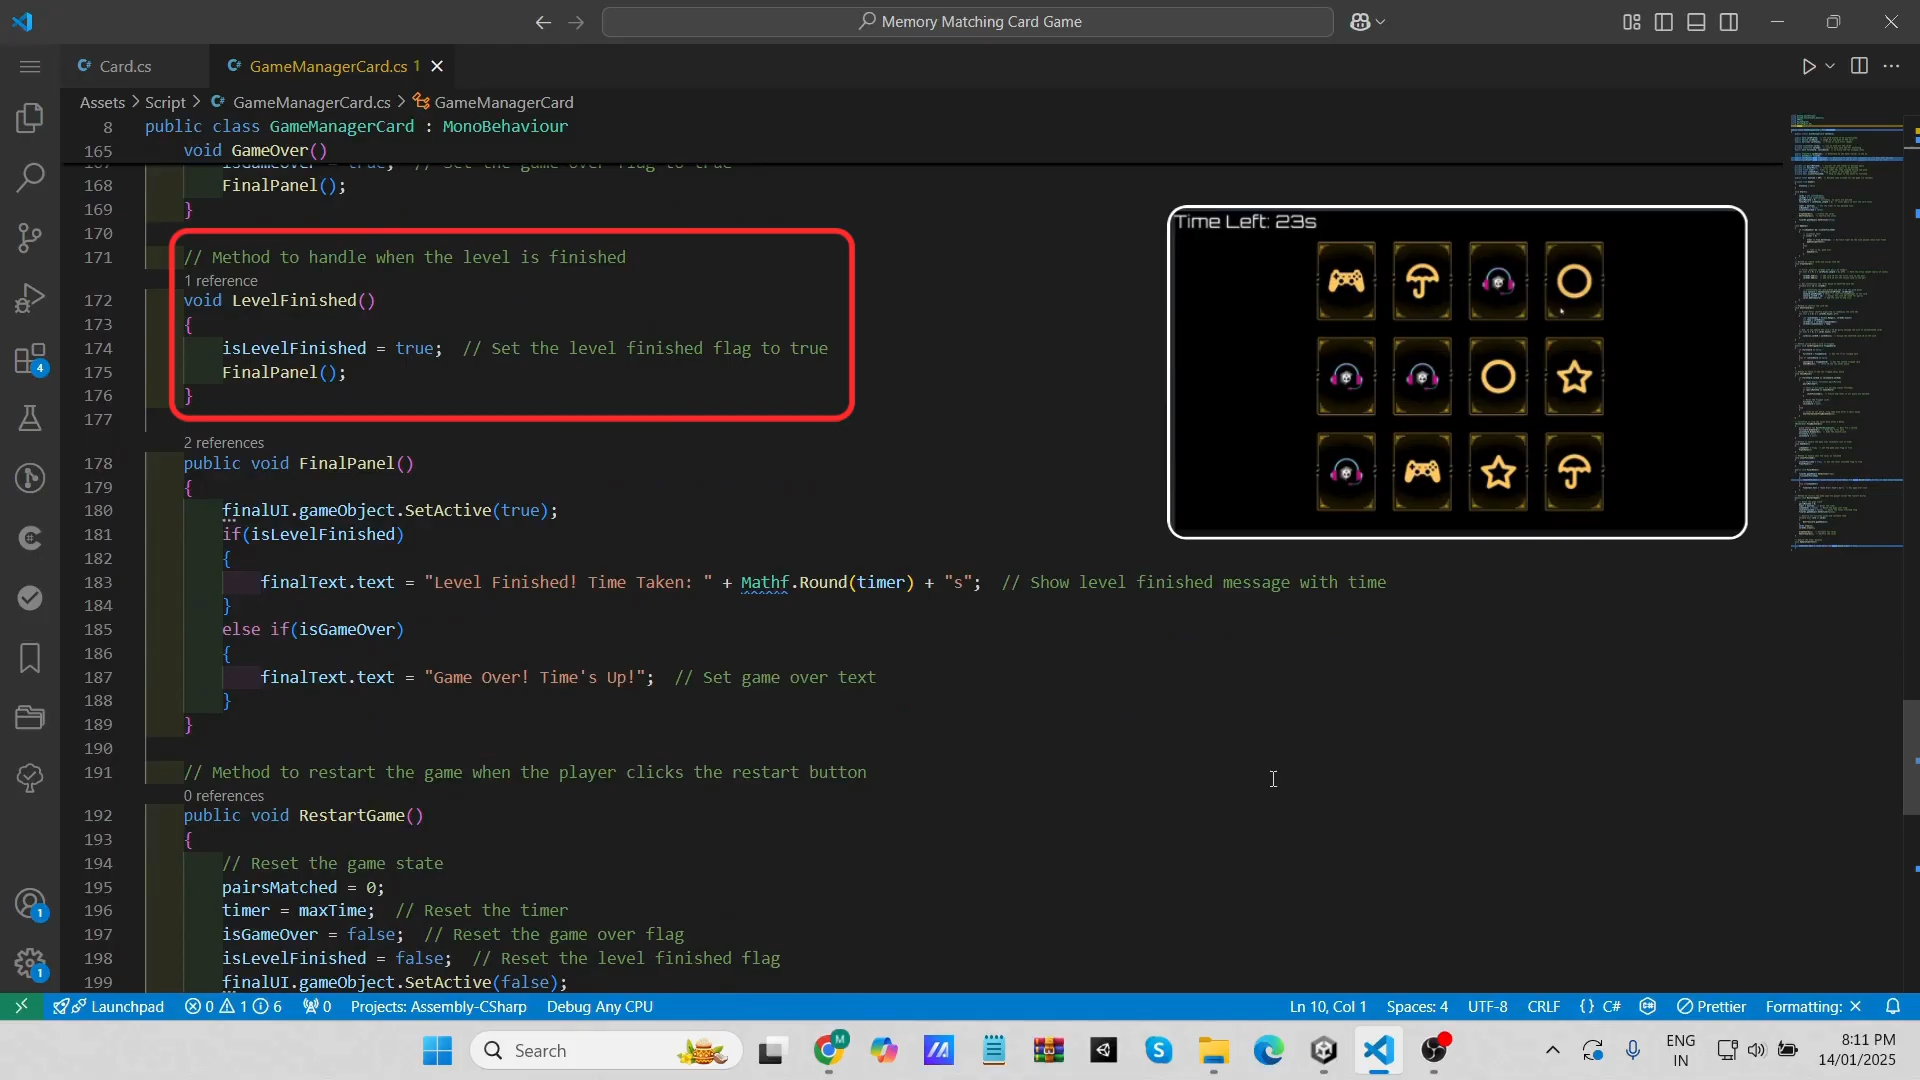 Memory Matching Card Game
Card.cs
GameManagerCard.cs 1
Assets > Script > GameManagerCard.cs > GameManagerCard
8 public class GameManagerCard : MonoBehaviour
165 void GameOver()
168 FinalPanel();
169 }
170
171 // Method to handle when the level is finished
1 reference
172 void LevelFinished()
173 {
174 isLevelFinished = true; // Set the level finished flag to true
175 FinalPanel();
176 }
177
2 references
178 public void FinalPanel()
179 {
180 finalUI.gameObject.SetActive(true);
181 if(isLevelFinished)
182 {
183 finalText.text = "Level Finished! Time Taken: " + Mathf.Round(timer) + "s"; // Show level finished message with time
184 }
185 else if(isGameOver)
186 {
187 finalText.text = "Game Over! Time's Up!"; // Set game over text
188 }
189 }
190
191 // Method to restart the game when the player clicks the restart button
0 references
192 public void RestartGame()
193 {
194 // Reset the game state
195 pairsMatched = 0;
196 timer = maxTime; // Reset the timer
197 isGameOver = false; // Reset the game over flag
198 isLevelFinished = false; // Reset the level finished flag
199 finalUI.gameObject.SetActive(false);
Time Left: 23s
4
1
1
Launchpad 0 1 6 0 Projects: Assembly-CSharp Debug Any CPU Ln 10, Col 1 Spaces: 4 UTF-8 CRLF {} C# Prettier Formatting: ×
Search
M
ENG
IN
8:11 PM
14/01/2025